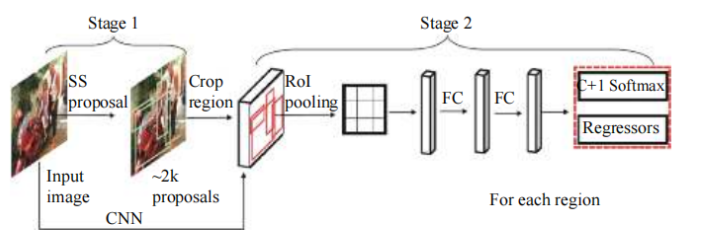 Stage 1
Stage 2
SS
proposal
Crop
region
RoI
pooling
FC
FC
C+1 Softmax
Regressors
Input
image
~2k
proposals
CNN
For each region